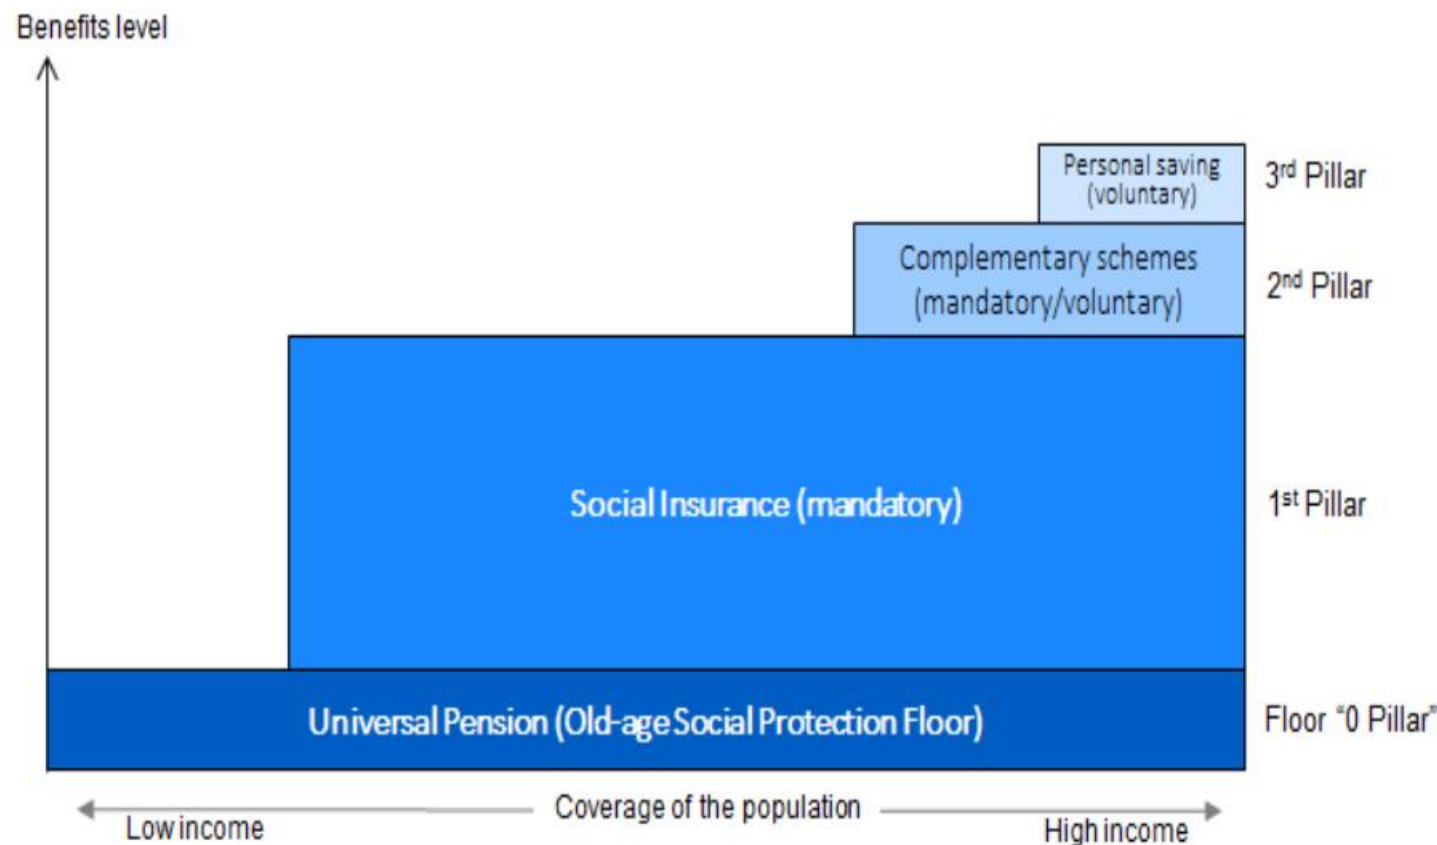 Benefits level
Personal saving
(voluntary)
3rd Pillar
Complementary schemes
(mandatory/voluntary)
2nd Pillar
Social Insurance (mandatory)
1st Pillar
Universal Pension (Old-age Social Protection Floor)
Floor “0 Pillar”
Coverage of the population
Low income
High income